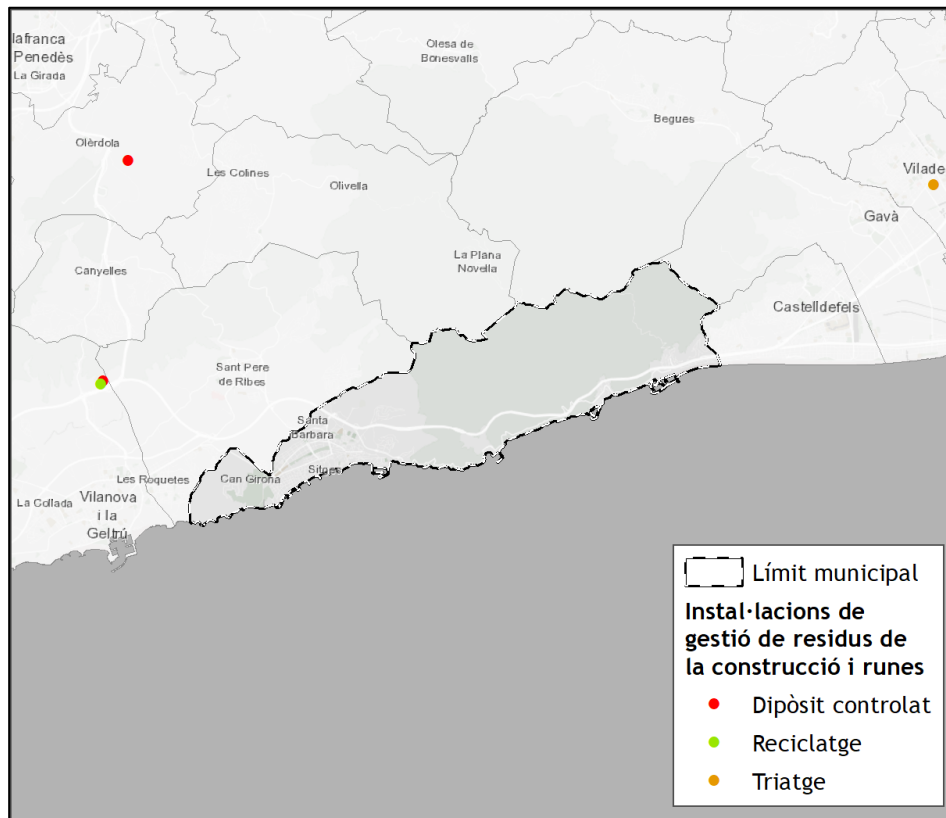 lafranca
Penedès
La Girada
Olesa de
Bonesvalls
Begues
Olèrdola
Les Colines
Olivella
Vilade
Gavà
La Plana
Novella
Canyelles
Castelldefels
Sant Pere
de Ribes
Santa
Barbara
Sitges
Can Girona
Les Roquetes
La Collada
Vilanova
i la
Geltrú
Límit municipal
Instal·lacions de
gestió de residus de
la construcció i runes
Dipòsit controlat
Reciclatge
Triatge